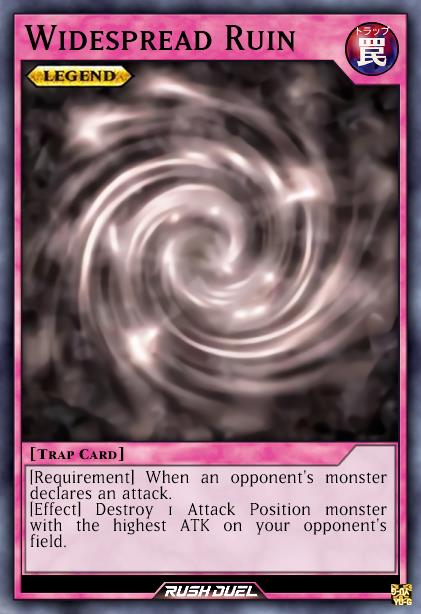 Widespread Ruin
トラップ
罠
LEGEND
[Trap Card]
[Requirement] When an opponent's monster
declares an attack.
[Effect] Destroy 1 Attack Position monster
with the highest ATK on your opponent's
field.
RUSH DUEL